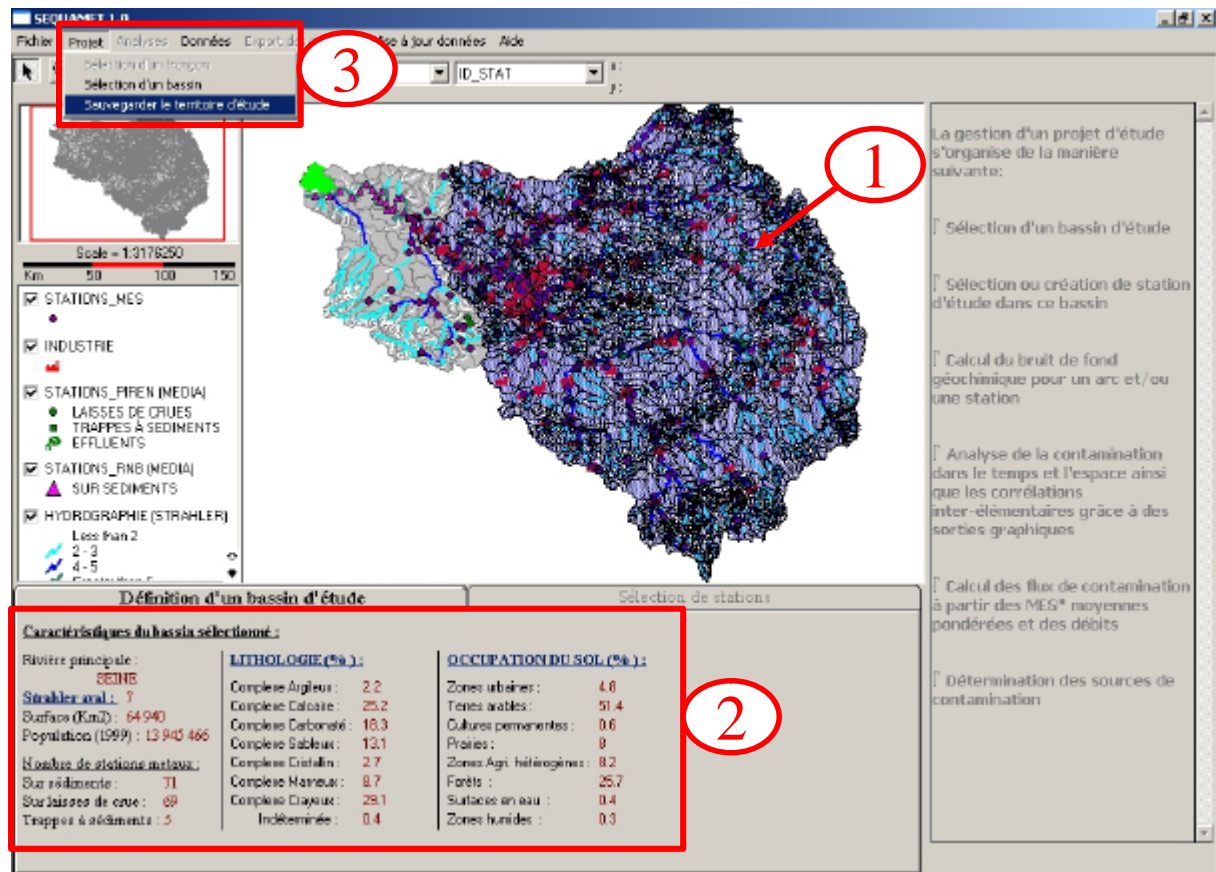 SEQUAMET 1.0
Fichier Projet Analyses Données Export de à jour données Aide
Sélection d'un tronçon
Sélection d'un bassin
Sauvegarder le territoire d'étude
ID_STAT
3
1
2
Scale = 1:3176250
Km 50 100 150
STATIONS_MES
INDUSTRIE
STATIONS_PIREN (MEDIA)
LAISSES DE CRUES
TRAPPES À SEDIMENTS
EFFLUENTS
STATIONS_RNB (MEDIA)
SUR SEDIMENTS
HYDROGRAPHIE (STRAHLER)
Less than 2
2 - 3
4 - 5
La gestion d'un projet d'étude
s'organise de la manière
suivante:
Sélection d'un bassin d'étude
Sélection ou création de station
d'étude dans ce bassin
Calcul du bruit de fond
géochimique pour un arc et/ou
une station
Analyse de la contamination
dans le temps et l'espace ainsi
que les corrélations
inter-élémentaires grâce à des
sorties graphiques
Calcul des flux de contamination
à partir des MES* moyennes
pondérées et des débits
Détermination des sources de
contamination
Définition d'un bassin d'étude
Sélection de stations
Caractéristiques du bassin sélectionné :
Rivière principale :
SEINE
Strahler aval : 7
Surface (Km2) : 64 940
Population (1999) : 13 945 466
Nombre de stations metaux :
Sur sédiments : 71
Sur laisses de crue : 69
Trappes à sédiments : 5
LITHOLOGIE (% ) :
Complexe Argileux : 2.2
Complexe Calcaire : 25.2
Complexe Carbonaté : 18.3
Complexe Sableux : 13.1
Complexe Cristallin : 2.7
Complexe Marneux : 8.7
Complexe Crayeux : 29.1
Indéterminée : 0.4
OCCUPATION DU SOL (% ) :
Zones urbaines : 4.8
Terres arables : 51.4
Cultures permanentes : 0.6
Prairies : 8
Zones Agri. hétérogènes : 8.2
Forêts : 25.7
Surfaces en eau : 0.4
Zones humides : 0.3